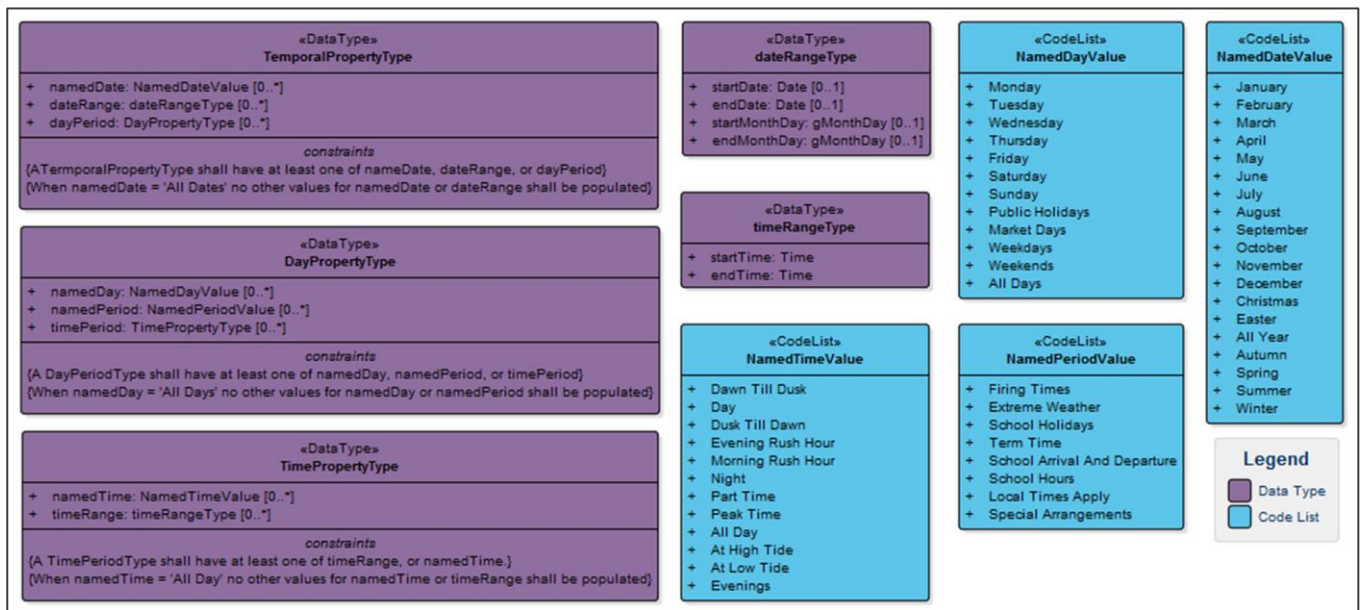 «DataType»
TemporalPropertyType
+ namedDate: NamedDateValue [0..*]
+ dateRange: dateRangeType [0..*]
+ dayPeriod: DayPropertyType [0..*]
constraints
{ATermporalPropertyType shall have at least one of nameDate, dateRange, or dayPeriod}
{When namedDate = 'All Dates' no other values for namedDate or dateRange shall be populated}
«DataType»
DayPropertyType
+ namedDay: NamedDayValue [0..*]
+ namedPeriod: NamedPeriodValue [0..*]
+ timePeriod: TimePropertyType [0..*]
constraints
{A DayPeriodType shall have at least one of namedDay, namedPeriod, or timePeriod}
{When namedDay = 'All Days' no other values for namedDay or namedPeriod shall be populated}
«DataType»
TimePropertyType
+ namedTime: NamedTimeValue [0..*]
+ timeRange: timeRangeType [0..*]
constraints
{A TimePeriodType shall have at least one of timeRange, or namedTime.}
{When namedTime = 'All Day' no other values for namedTime or timeRange shall be populated}
«DataType»
dateRangeType
+ startDate: Date [0..1]
+ endDate: Date [0..1]
+ startMonthDay: gMonthDay [0..1]
+ endMonthDay: gMonthDay [0..1]
«DataType»
timeRangeType
+ startTime: Time
+ endTime: Time
«CodeList»
NamedTimeValue
+ Dawn Till Dusk
+ Day
+ Dusk Till Dawn
+ Evening Rush Hour
+ Morning Rush Hour
+ Night
+ Part Time
+ Peak Time
+ All Day
+ At High Tide
+ At Low Tide
+ Evenings
«CodeList»
NamedDayValue
+ Monday
+ Tuesday
+ Wednesday
+ Thursday
+ Friday
+ Saturday
+ Sunday
+ Public Holidays
+ Market Days
+ Weekdays
+ Weekends
+ All Days
«CodeList»
NamedPeriodValue
+ Firing Times
+ Extreme Weather
+ School Holidays
+ Term Time
+ School Arrival And Departure
+ School Hours
+ Local Times Apply
+ Special Arrangements
«CodeList»
NamedDateValue
+ January
+ February
+ March
+ April
+ May
+ June
+ July
+ August
+ September
+ October
+ November
+ December
+ Christmas
+ Easter
+ All Year
+ Autumn
+ Spring
+ Summer
+ Winter
Legend
Data Type
Code List